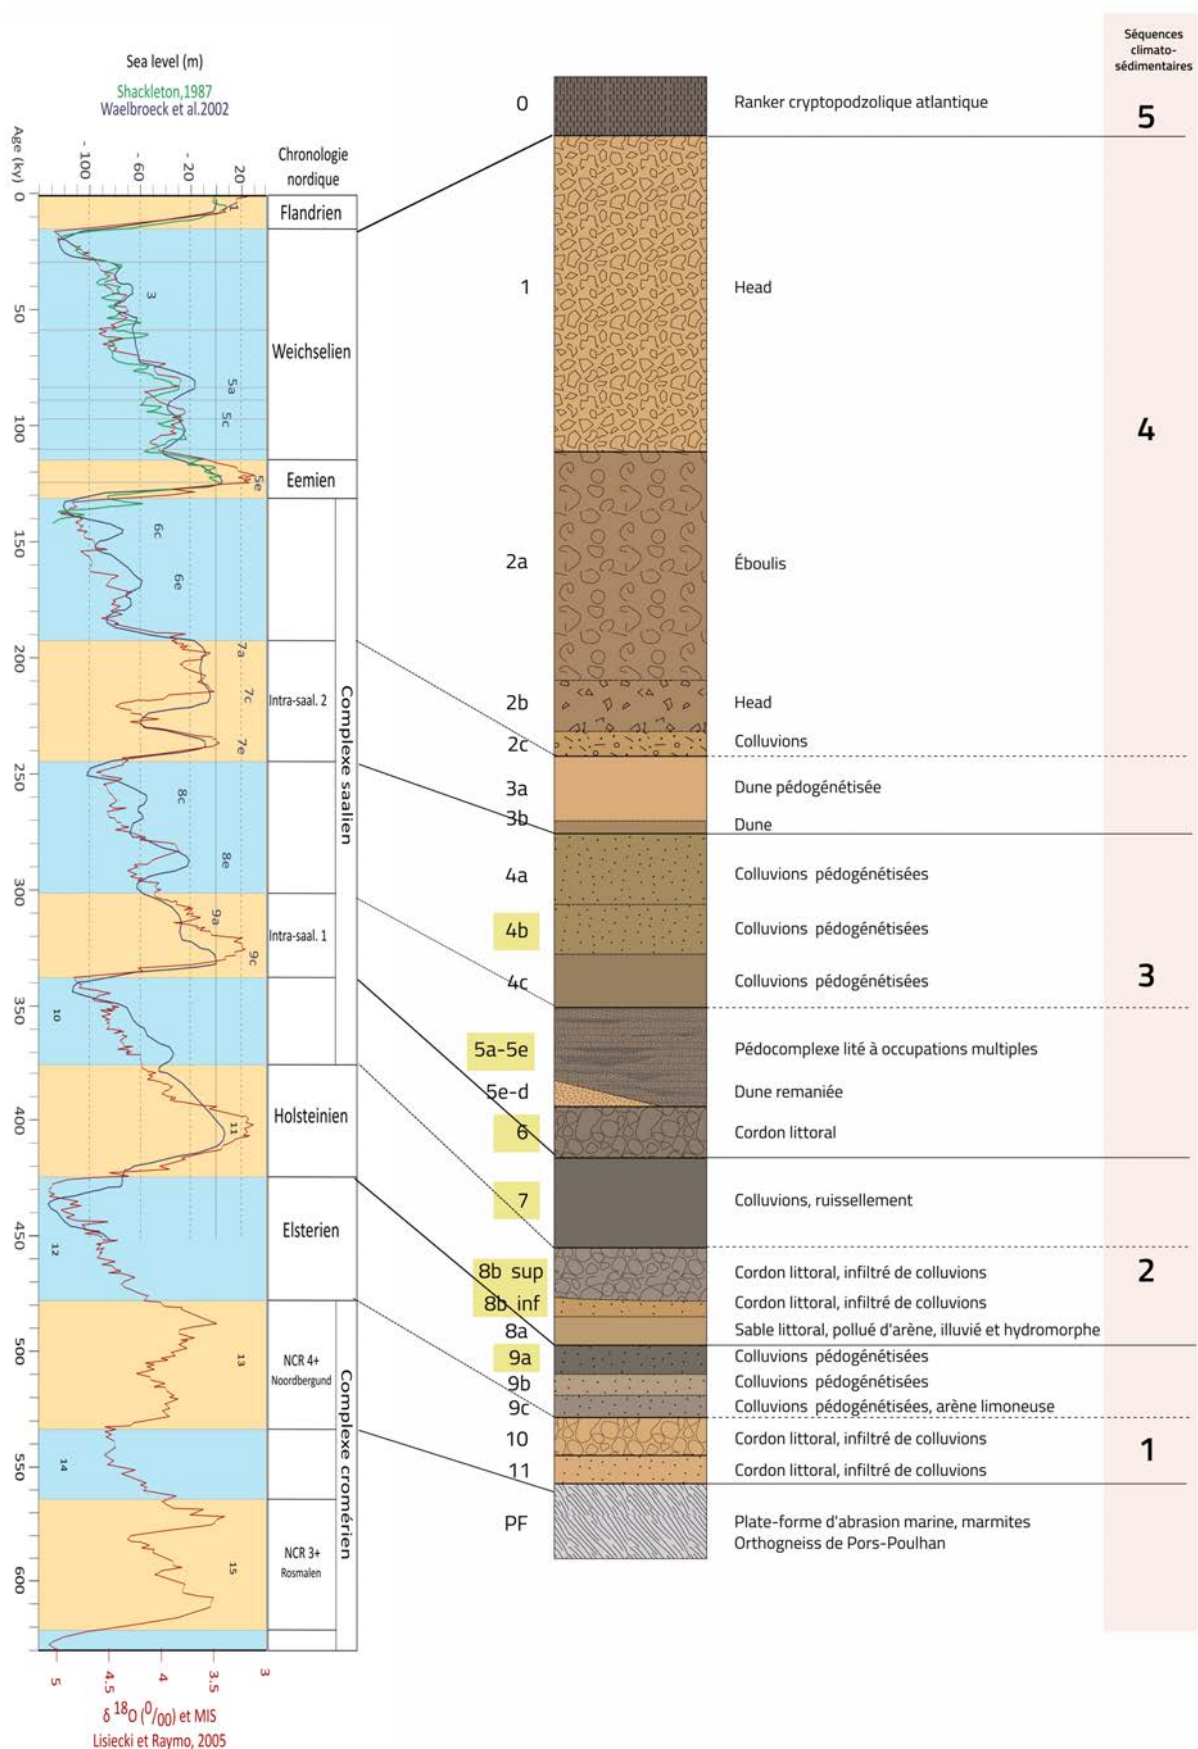 Sea level (m)
Shackleton,1987
Waelbroeck et al.2002
Age (ky)
- 100
- 60
- 20
20
Chronologie
nordique
0
50
100
150
200
250
300
350
400
450
500
550
600
1
3
5a
5c
5e
6c
6e
7a
7c
7e
8c
8e
9a
9c
10
11
12
13
14
15
Flandrien
Weichselien
Eemien
Intra-saal. 2
Intra-saal. 1
Complexe saalien
Holsteinien
Elsterien
NCR 4+
Noordbergund
NCR 3+
Rosmalen
Complexe cromérien
5
4.5
4
3.5
3
δ 18O (0/00) et MIS
Lisiecki et Raymo, 2005
0
Ranker cryptopodzolique atlantique
1
Head
2a
Éboulis
2b
Head
2c
Colluvions
3a
Dune pédogénétisée
3b
Dune
4a
Colluvions pédogénétisées
4b
Colluvions pédogénétisées
4c
Colluvions pédogénétisées
5a-5e
Pédocomplexe lité à occupations multiples
5e-d
Dune remaniée
6
Cordon littoral
7
Colluvions, ruissellement
8b sup
Cordon littoral, infiltré de colluvions
8b inf
Cordon littoral, infiltré de colluvions
8a
Sable littoral, pollué d'arène, illuvié et hydromorphe
9a
Colluvions pédogénétisées
9b
Colluvions pédogénétisées
9c
Colluvions pédogénétisées, arène limoneuse
10
Cordon littoral, infiltré de colluvions
11
Cordon littoral, infiltré de colluvions
PF
Plate-forme d'abrasion marine, marmites
Orthogneiss de Pors-Poulhan
Séquences
climato-
sédimentaires
5
4
3
2
1